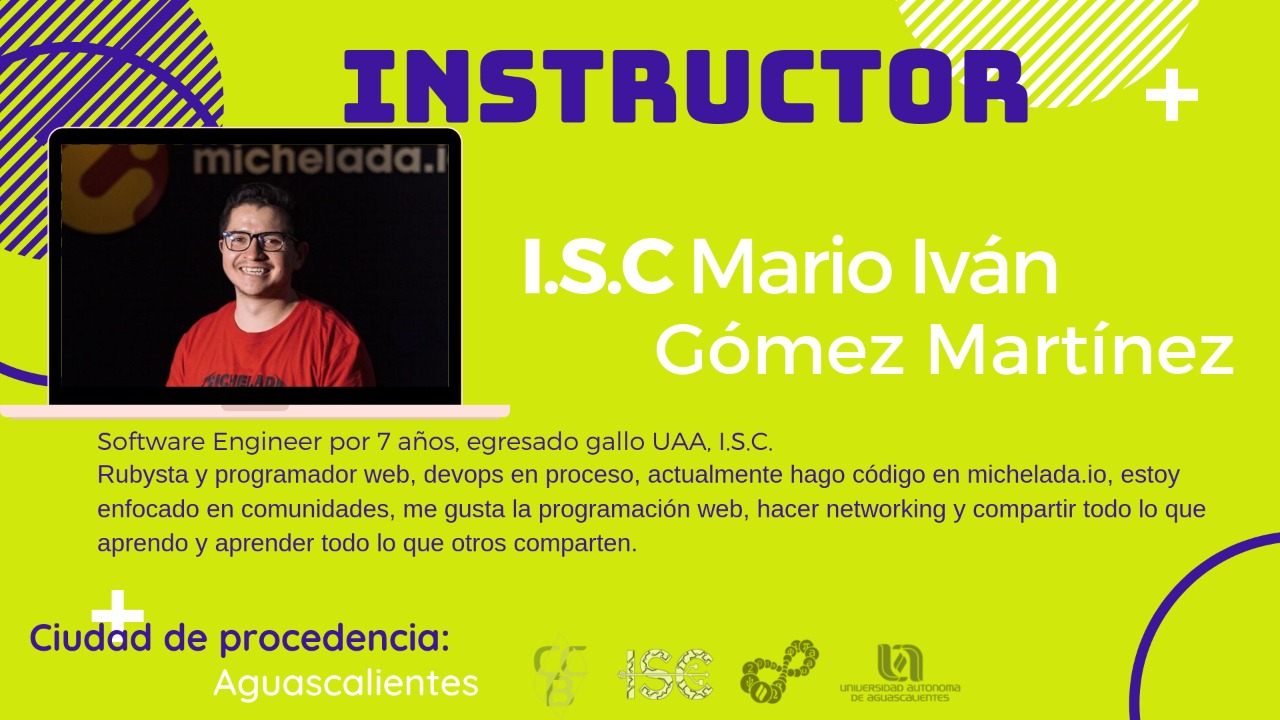 INSTRUCTOR
michelada.i
MICHELADA
I.S.C Mario Iván
Gómez Martínez
Software Engineer por 7 años, egresado gallo UAA, I.S.C.
Rubysta y programador web, devops en proceso, actualmente hago código en michelada.io, estoy
enfocado en comunidades, me gusta la programación web, hacer networking y compartir todo lo que
aprendo y aprender todo lo que otros comparten.
Ciudad de procedencia:
Aguascalientes
ISC
UNIVERSIDAD AUTONOMA
DE AGUASCALIENTES